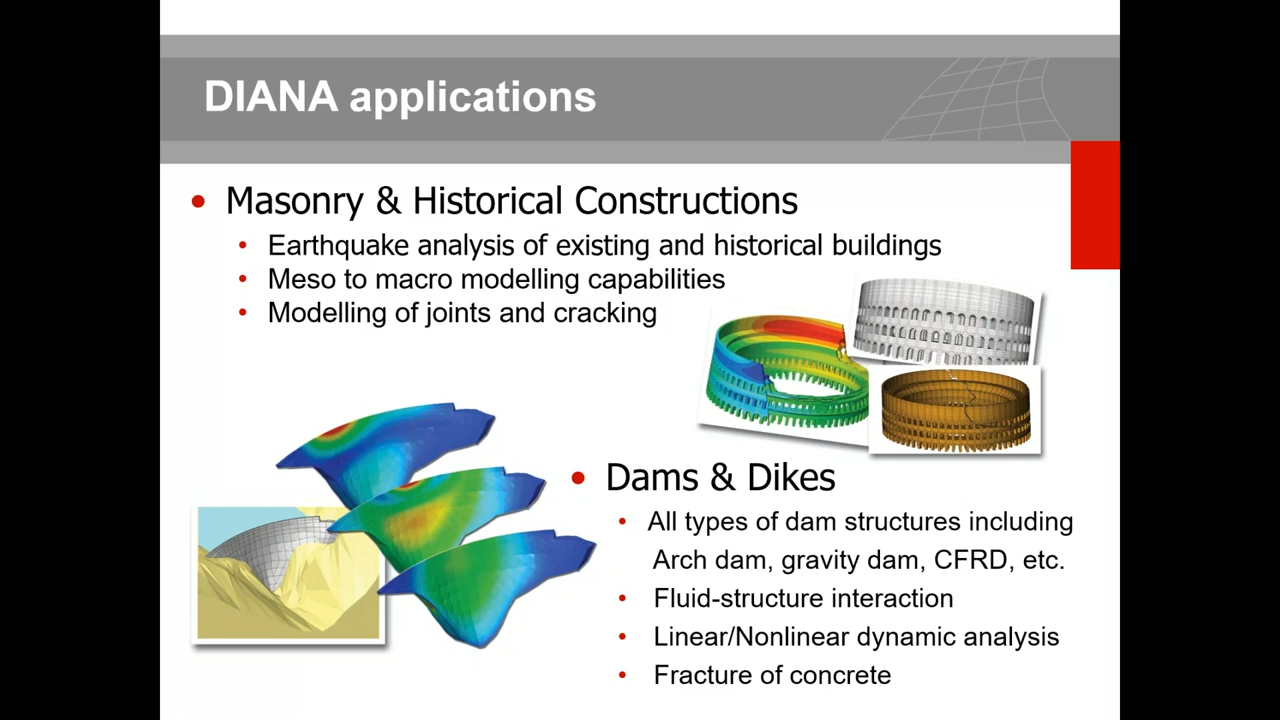 DIANA applications
• Masonry & Historical Constructions
• Earthquake analysis of existing and historical buildings
• Meso to macro modelling capabilities
• Modelling of joints and cracking
• Dams & Dikes
• All types of dam structures including
Arch dam, gravity dam, CFRD, etc.
• Fluid-structure interaction
• Linear/Nonlinear dynamic analysis
• Fracture of concrete